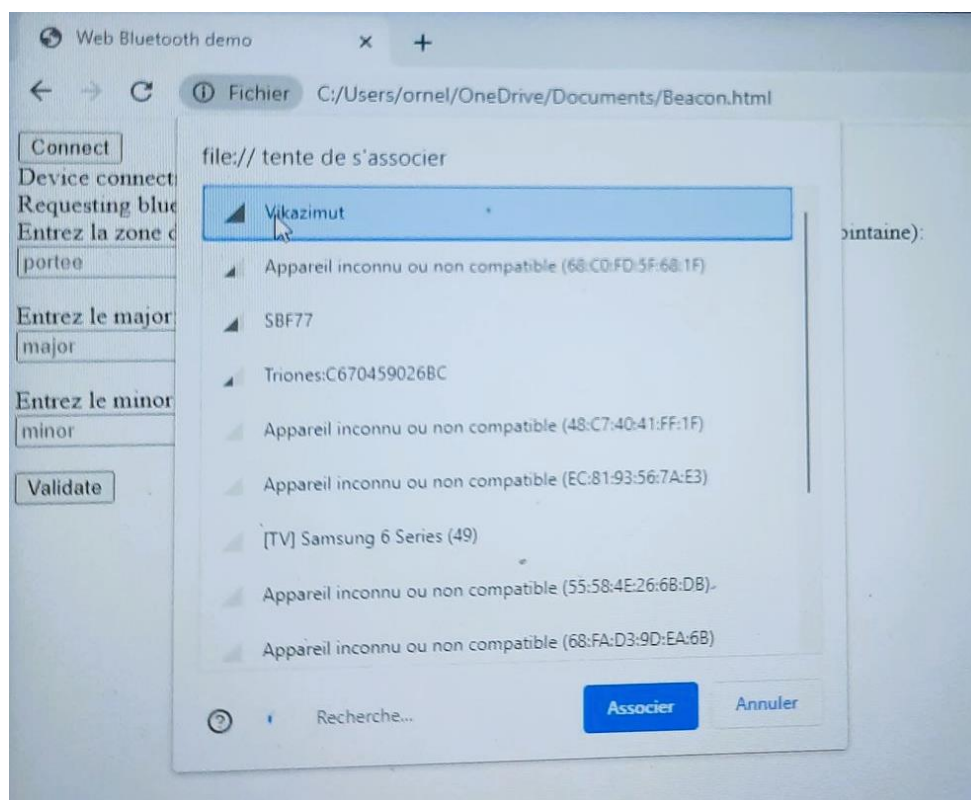 Web Bluetooth demo
Fichier C:/Users/ornel/OneDrive/Documents/Beacon.html
Connect
file:// tente de s'associer
Device connect
Requesting blue
Vikazimut
Entrez la zone d
ointaine):
portee
Appareil inconnu ou non compatible (68:C0:FD:5F:68:1F)
Entrez le major
SBF77
major
Triones:C670459026BC
Entrez le minor
Appareil inconnu ou non compatible (48:C7:40:41:FF:1F)
minor
Appareil inconnu ou non compatible (EC:81:93:56:7A:E3)
Validate
[TV] Samsung 6 Series (49)
Appareil inconnu ou non compatible (55:58:4E:26:6B:DB)
Appareil inconnu ou non compatible (68:FA:D3:9D:EA:6B)
Recherche...
Associer
Annuler